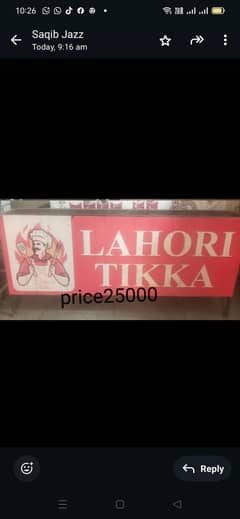 10:26
Saqib Jazz
Today, 9:16 am
LAHORI
TIKKA
price25000
Reply